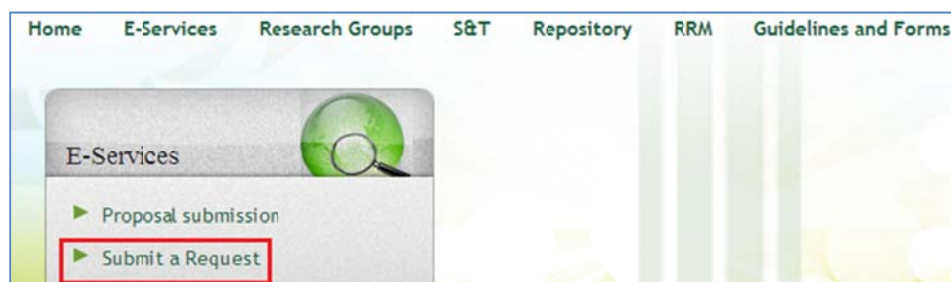 Home E-Services Research Groups S&T Repository RRM Guidelines and Forms
E-Services
Proposal submission
Submit a Request